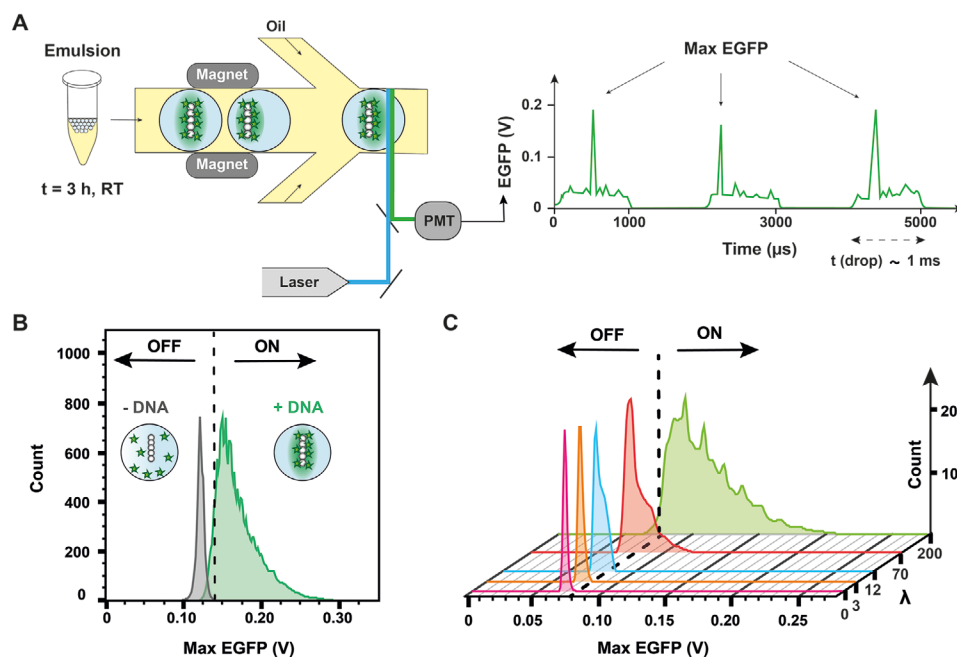 A
Oil
Emulsion
Magnet
Magnet
t = 3 h, RT
PMT
Laser
Max EGFP
EGFP (V)
0.2
0.1
0
0
1000
3000
5000
Time (µs)
t (drop) ~ 1 ms
B
OFF
ON
- DNA
+ DNA
Count
1000
800
600
400
200
0
0
0.10
0.20
0.30
Max EGFP (V)
C
OFF
ON
Count
20
10
200
70
12
3
0
λ
0
0.05
0.10
0.15
0.20
0.25
Max EGFP (V)